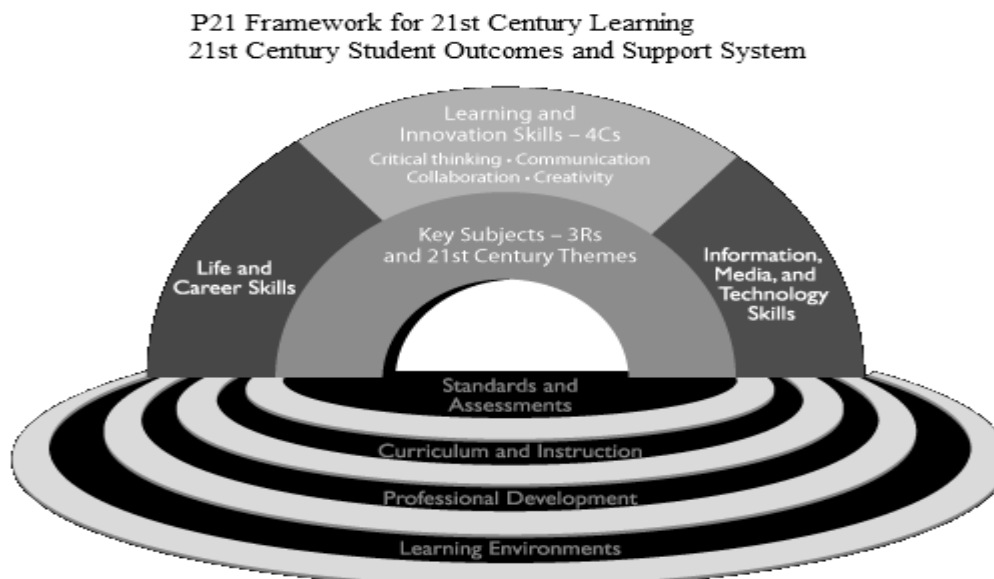 P21 Framework for 21st Century Learning
21st Century Student Outcomes and Support System
Learning and
Innovation Skills – 4Cs
Critical thinking • Communication
Collaboration • Creativity
Key Subjects – 3Rs
and 21st Century Themes
Life and
Career Skills
Information,
Media, and
Technology
Skills
Standards and
Assessments
Curriculum and Instruction
Professional Development
Learning Environments